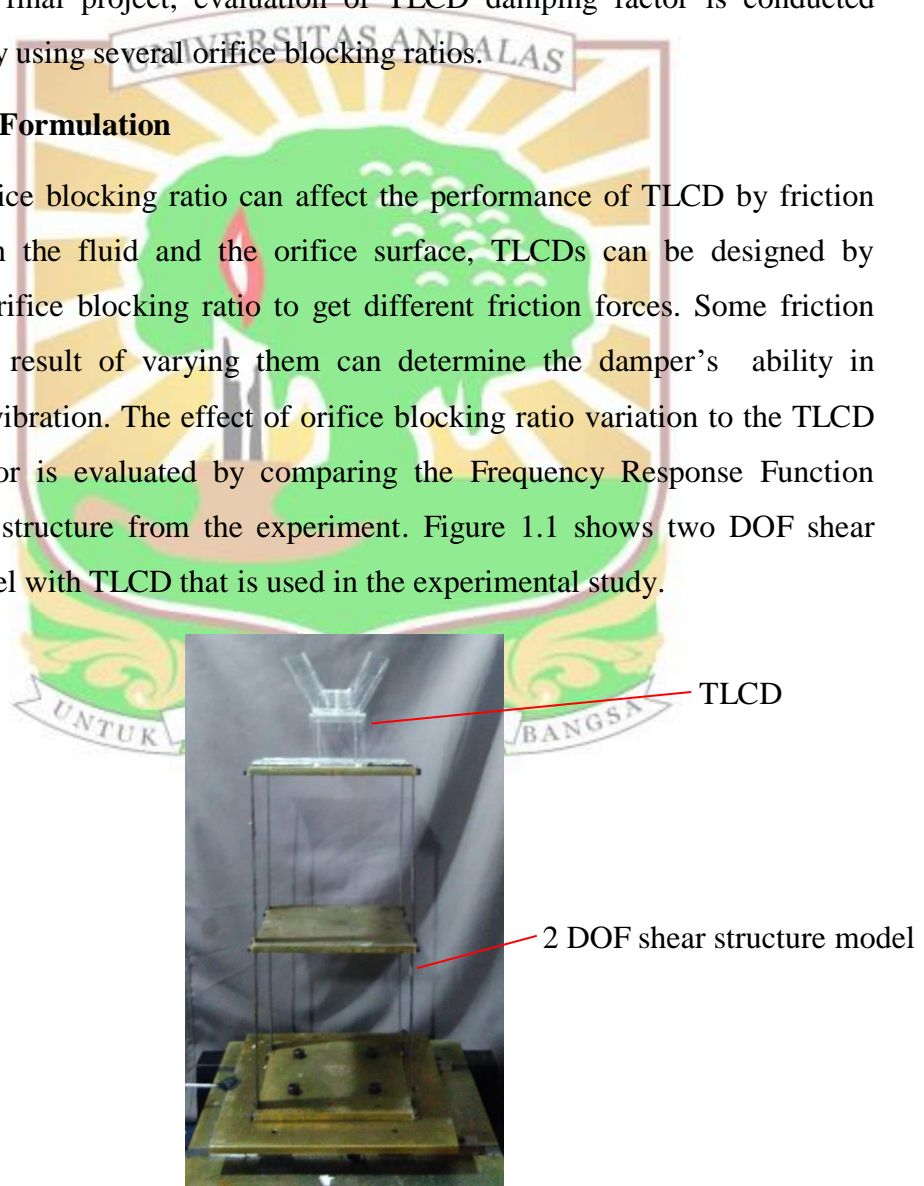 final project, evaluation of TLCD damping factor is conducted
y using several orifice blocking ratios.
UNIVERSITAS ANDALAS
Formulation
ice blocking ratio can affect the performance of TLCD by friction
the fluid and the orifice surface, TLCDs can be designed by
rifice blocking ratio to get different friction forces. Some friction
result of varying them can determine the damper's ability in
vibration. The effect of orifice blocking ratio variation to the TLCD
or is evaluated by comparing the Frequency Response Function
structure from the experiment. Figure 1.1 shows two DOF shear
el with TLCD that is used in the experimental study.
TLCD
UNTUK BANGSA
2 DOF shear structure model